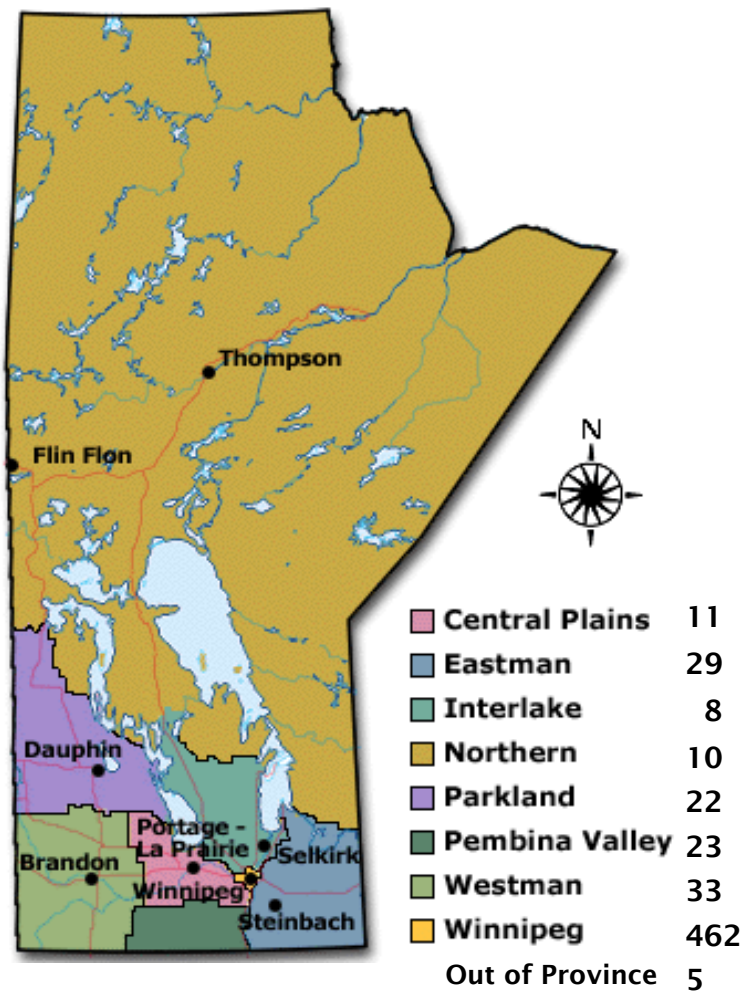 Thompson
Flin Flon
N
Central Plains 11
Eastman 29
Interlake 8
Northern 10
Parkland 22
Pembina Valley 23
Westman 33
Winnipeg 462
Out of Province 5
Dauphin
Portage -
La Prairie
Brandon
Selkirk
Winnipeg
Steinbach